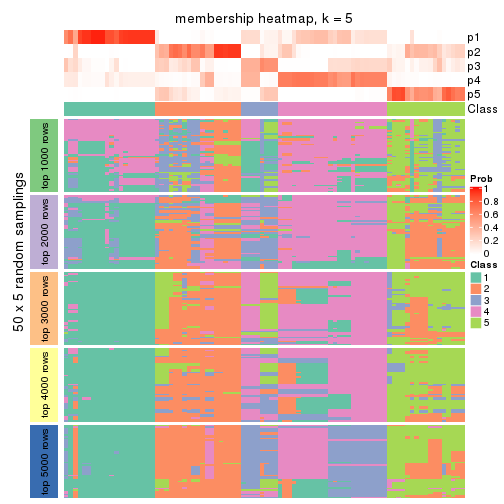 membership heatmap, k = 5
p1
p2
p3
p4
p5
Class
50 x 5 random samplings
top 1000 rows
top 2000 rows
top 3000 rows
top 4000 rows
top 5000 rows
Prob
1
0.8
0.6
0.4
0.2
0
Class
1
2
3
4
5